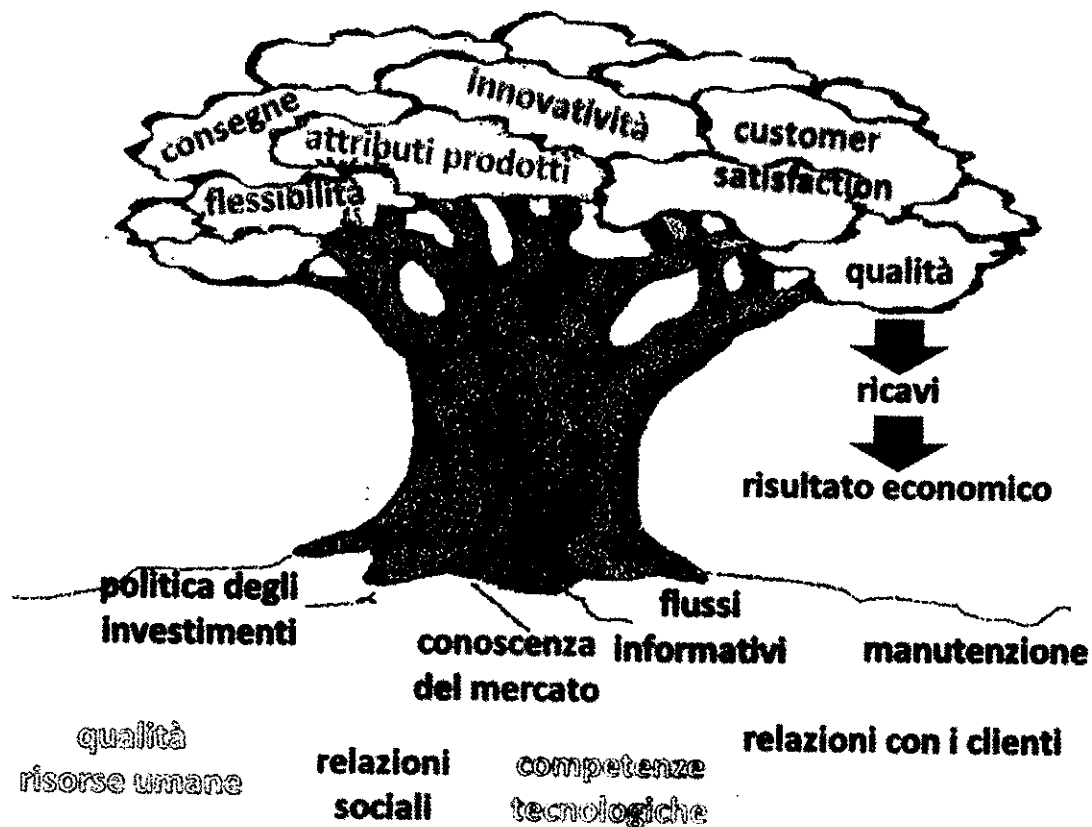 innovatività
consegne
customer
attributi prodotti
satisfaction
flessibilità
qualità
ricavi
risultato economico
politica degli
investimenti
flussi
informativi
conoscenza
del mercato
manutenzione
qualità
risorse umane
relazioni
sociali
competenze
tecnologiche
relazioni con i clienti